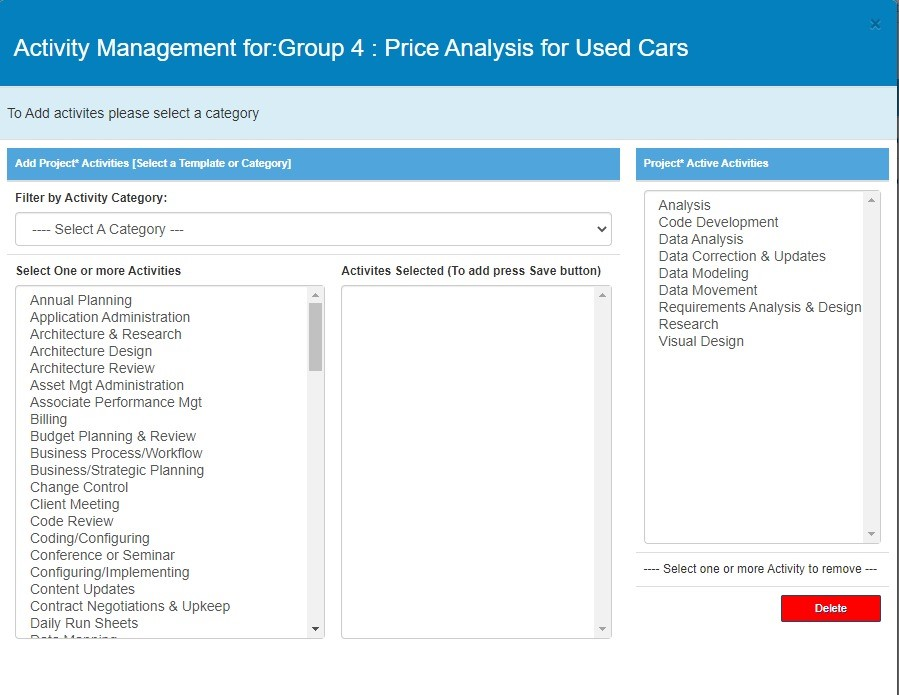 ×
Activity Management for:Group 4 : Price Analysis for Used Cars
To Add activites please select a category
Add Project* Activities [Select a Template or Category]
Filter by Activity Category:
---- Select A Category ---
Select One or more Activities
Annual Planning
Application Administration
Architecture & Research
Architecture Design
Architecture Review
Asset Mgt Administration
Associate Performance Mgt
Billing
Budget Planning & Review
Business Process/Workflow
Business/Strategic Planning
Change Control
Client Meeting
Code Review
Coding/Configuring
Conference or Seminar
Configuring/Implementing
Content Updates
Contract Negotiations & Upkeep
Daily Run Sheets
Activites Selected (To add press Save button)
Project* Active Activities
Analysis
Code Development
Data Analysis
Data Correction & Updates
Data Modeling
Data Movement
Requirements Analysis & Design
Research
Visual Design
---- Select one or more Activity to remove ---
Delete